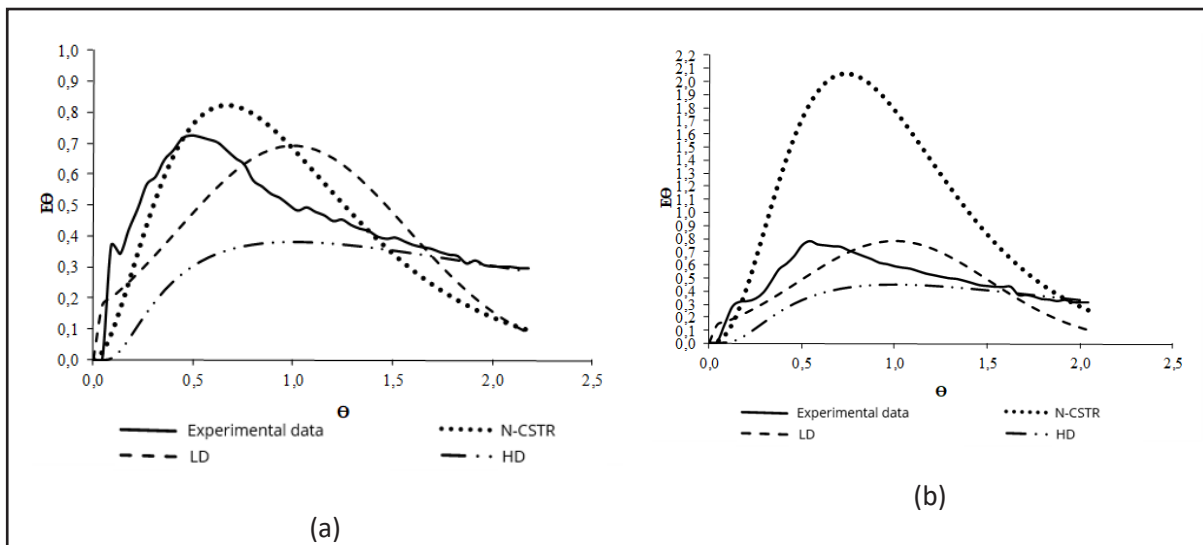 1,0
0,9
0,8
0,7
0,6
0,5
0,4
0,3
0,2
0,1
0,0
EΘ
0,0 0,5 1,0 1,5 2,0 2,5
Θ
Experimental data N-CSTR
LD HD
(a)
2,2
2,1
2,0
1,9
1,8
1,7
1,6
1,5
1,4
1,3
1,2
1,1
1,0
0,9
0,8
0,7
0,6
0,5
0,4
0,3
0,2
0,1
0,0
EΘ
0,0 0,5 1,0 1,5 2,0 2,5
Θ
Experimental data N-CSTR
LD HD
(b)